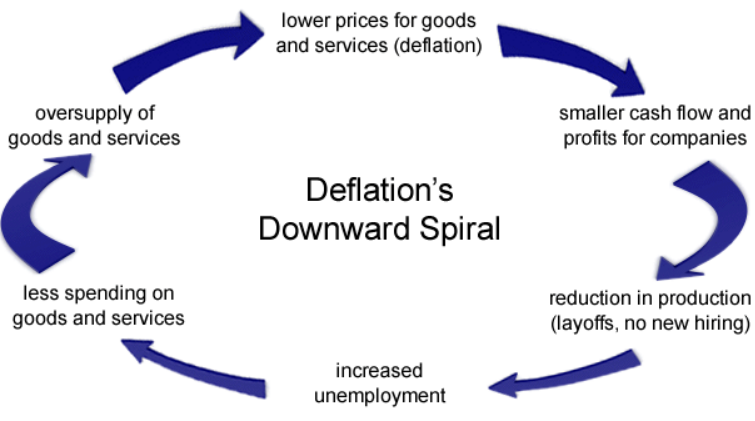 lower prices for goods
and services (deflation)
smaller cash flow and
profits for companies
reduction in production
(layoffs, no new hiring)
increased
unemployment
less spending on
goods and services
oversupply of
goods and services
Deflation’s
Downward Spiral